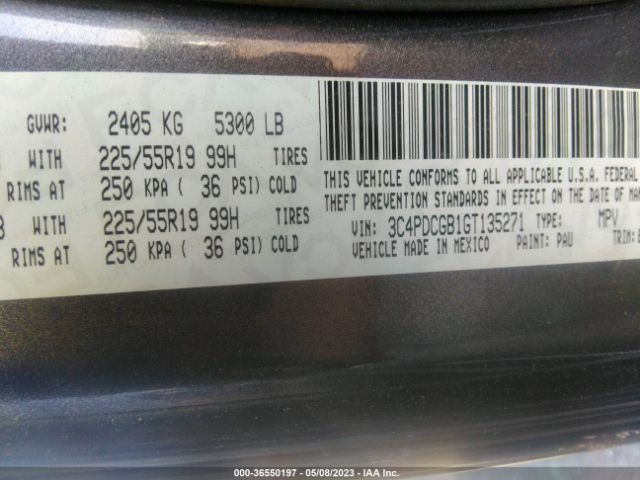 GVWR: 2405 KG 5300 LB
WITH 225/55R19 99H TIRES
RIMS AT 250 KPA ( 36 PSI) COLD
WITH 225/55R19 99H TIRES
RIMS AT 250 KPA ( 36 PSI) COLD
THIS VEHICLE CONFORMS TO ALL APPLICABLE U.S.A. FEDERAL
THEFT PREVENTION STANDARDS IN EFFECT ON THE DATE OF
VIN: 3C4PDCGB1GT135271 TYPE: MPV
VEHICLE MADE IN MEXICO PAINT: PAU TRIM:
000-36550197 - 05/08/2023 - IAA Inc.